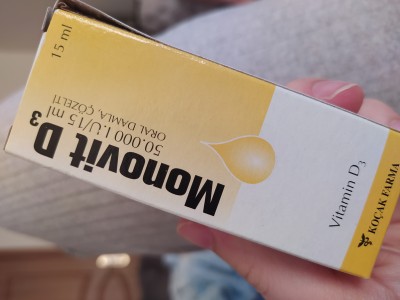 Monovit D₃
50.000 I.U/15 ml
ORAL DAMLA, ÇÖZELTİ
15 ml
Vitamin D₃
KOÇAK FARMA